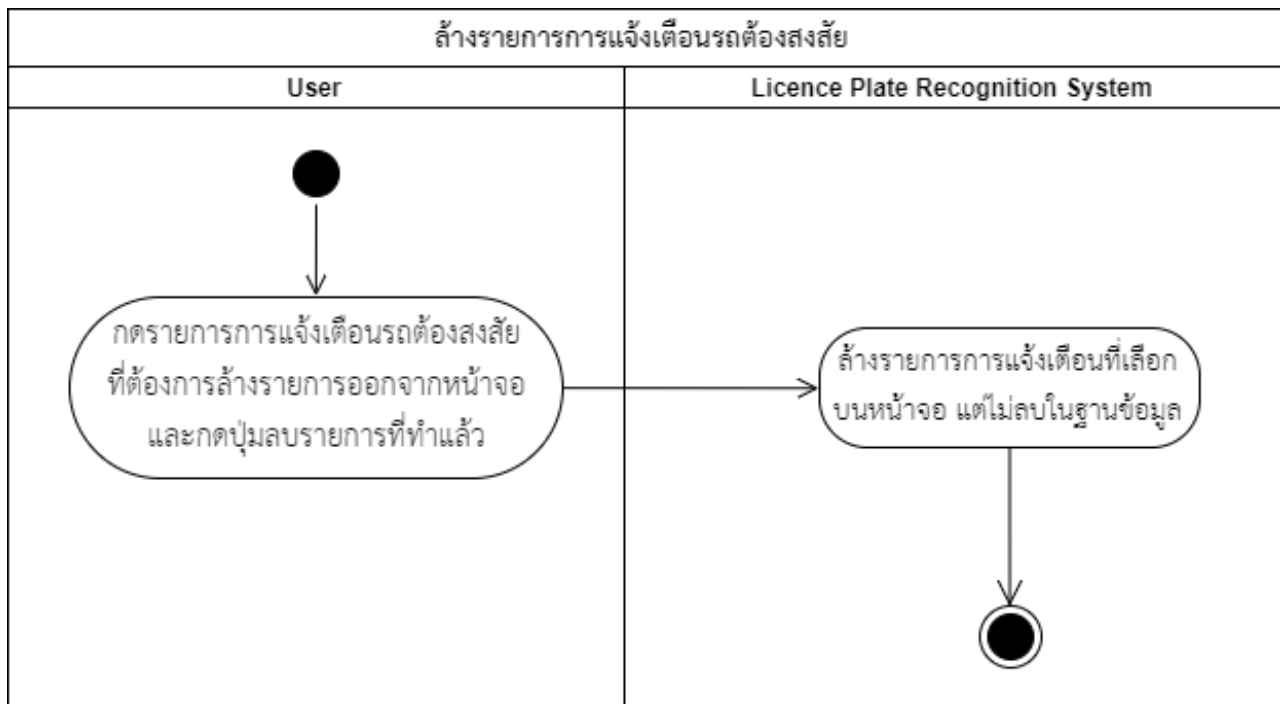 ล้างรายการการแจ้งเตือนรถต้องสงสัย
User
Licence Plate Recognition System
กดรายการการแจ้งเตือนรถต้องสงสัย
ที่ต้องการล้างรายการออกจากหน้าจอ
และกดปุ่มลบรายการที่ทำแล้ว
ล้างรายการการแจ้งเตือนที่เลือก
บนหน้าจอ แต่ไม่ลบในฐานข้อมูล